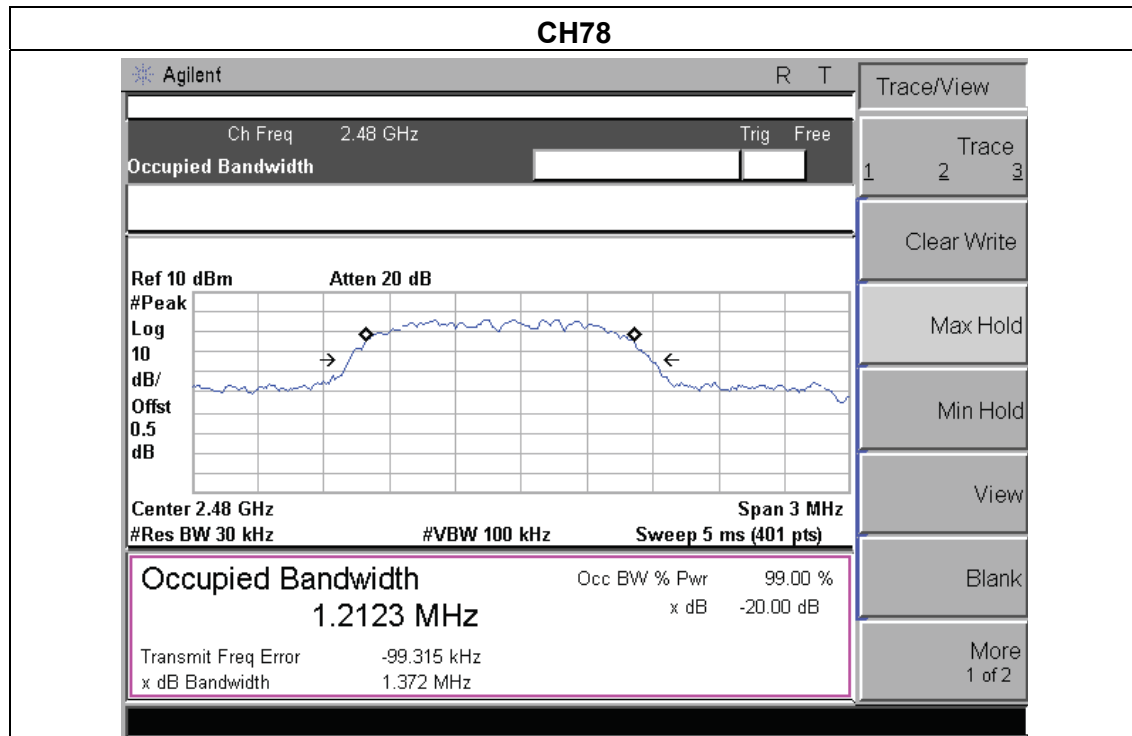 CH78
Agilent R T
Ch Freq 2.48 GHz Trig Free
Occupied Bandwidth
Ref 10 dBm Atten 20 dB
#Peak
Log
10
dB/
Offst
0.5
dB
Center 2.48 GHz Span 3 MHz
#Res BW 30 kHz #VBW 100 kHz Sweep 5 ms (401 pts)
Occupied Bandwidth
1.2123 MHz
Occ BW % Pwr 99.00 %
x dB -20.00 dB
Transmit Freq Error -99.315 kHz
x dB Bandwidth 1.372 MHz
Trace/View
Trace
1 2 3
Clear Write
Max Hold
Min Hold
View
Blank
More
1 of 2